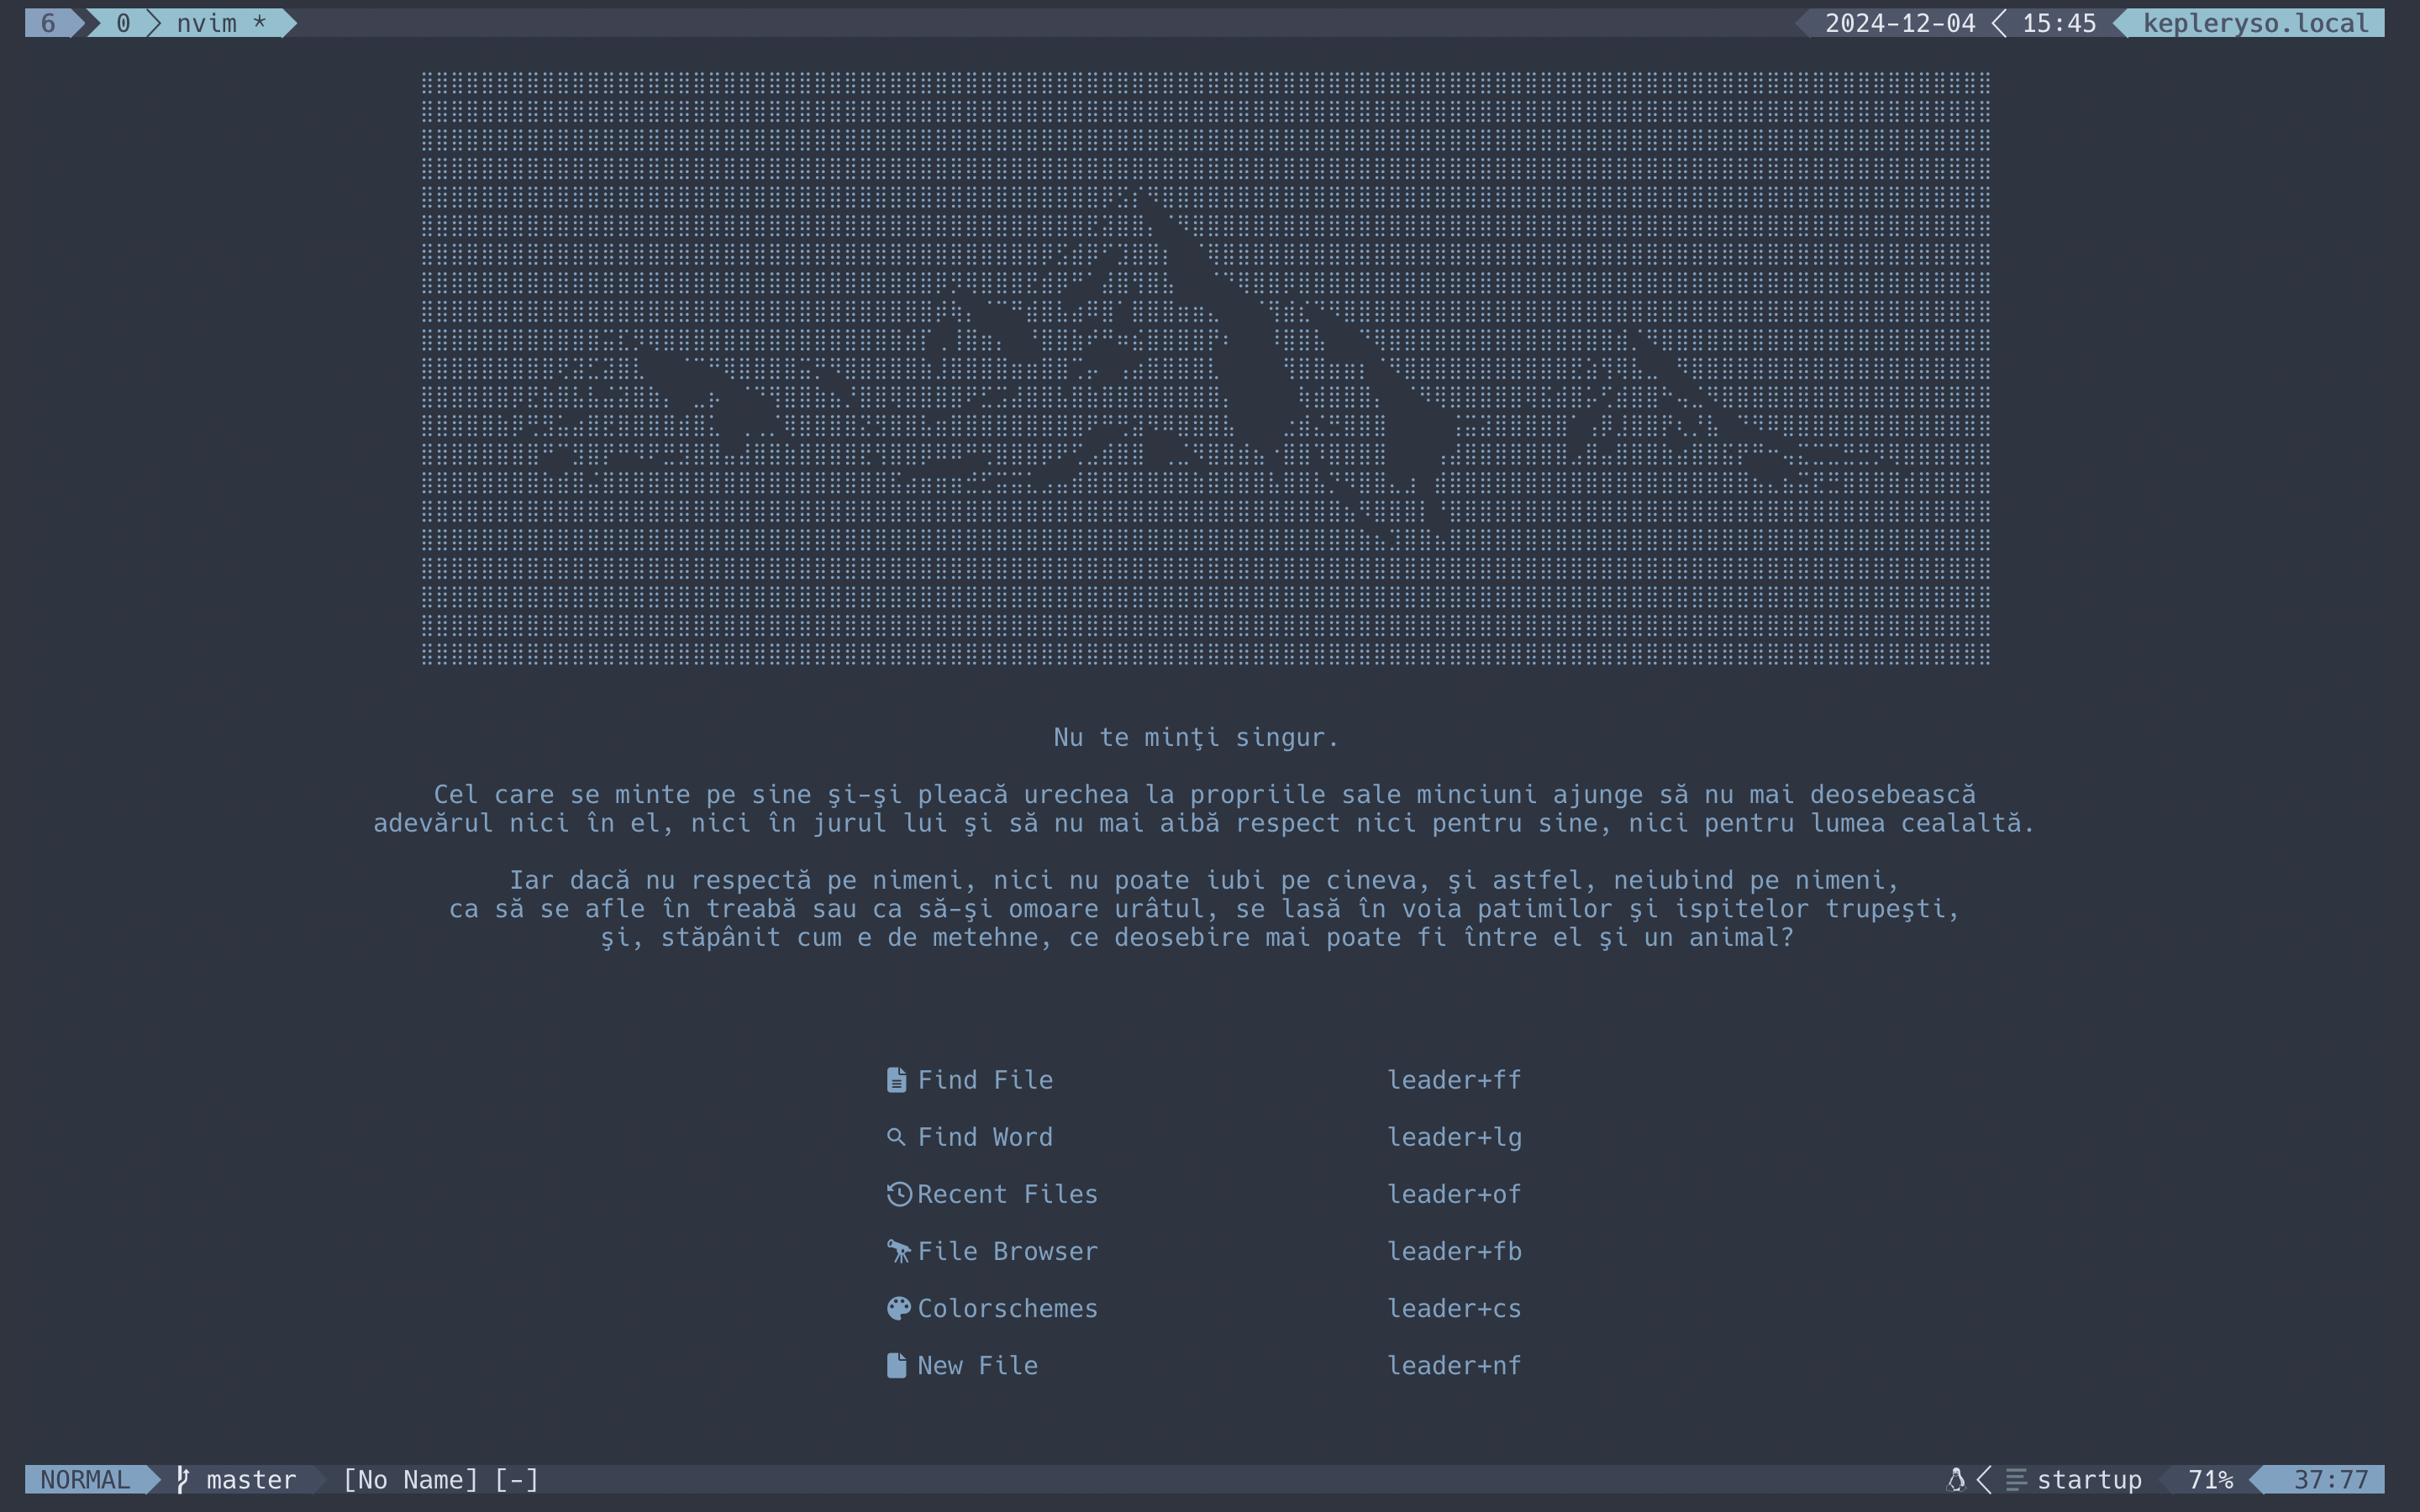 6 0 nvim * 2024-12-04 15:45 kepleryso.local
Nu te minţi singur.
Cel care se minte pe sine şi-şi pleacă urechea la propriile sale minciuni ajunge să nu mai deosebească
adevărul nici în el, nici în jurul lui şi să nu mai aibă respect nici pentru sine, nici pentru lumea cealaltă.
Iar dacă nu respectă pe nimeni, nici nu poate iubi pe cineva, şi astfel, neiubind pe nimeni,
ca să se afle în treabă sau ca să-şi omoare urâtul, se lasă în voia patimilor şi ispitelor trupeşti,
şi, stăpânit cum e de metehne, ce deosebire mai poate fi între el şi un animal?
Find File leader+ff
Find Word leader+lg
Recent Files leader+of
File Browser leader+fb
Colorschemes leader+cs
New File leader+nf
NORMAL master [No Name] [-] startup 71% 37:77